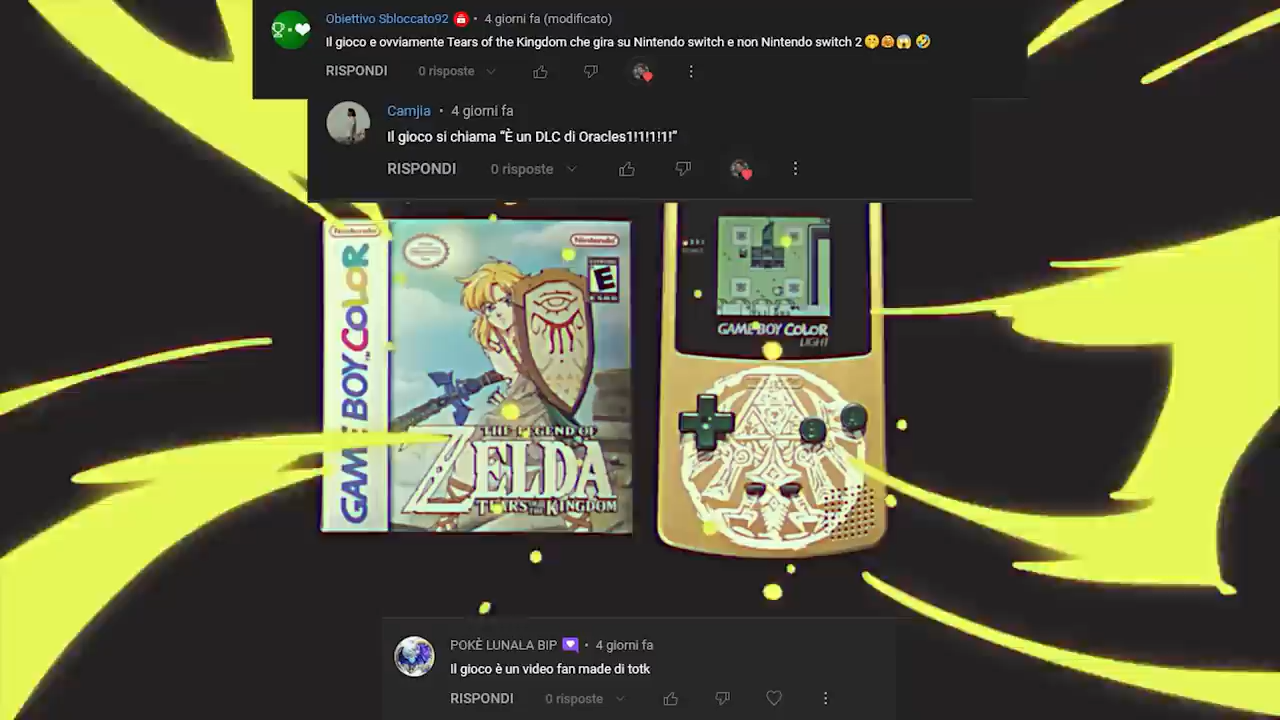 Obiettivo Sbloccato92 • 4 giorni fa (modificato)
Il gioco e ovviamente Tears of the Kingdom che gira su Nintendo switch e non Nintendo switch 2 🤫🤭😱 🤣
RISPONDI 0 risposte
Camjia • 4 giorni fa
Il gioco si chiama “È un DLC di Oracles1!1!1!1!”
RISPONDI 0 risposte
Nintendo
GAME BOY COLOR
Nintendo
E
THE LEGEND OF
ZELDA
TEARS OF THE KINGDOM
GAME BOY COLOR
LIGHT
POKÈ LUNALA BIP • 4 giorni fa
Il gioco è un video fan made di totk
RISPONDI 0 risposte